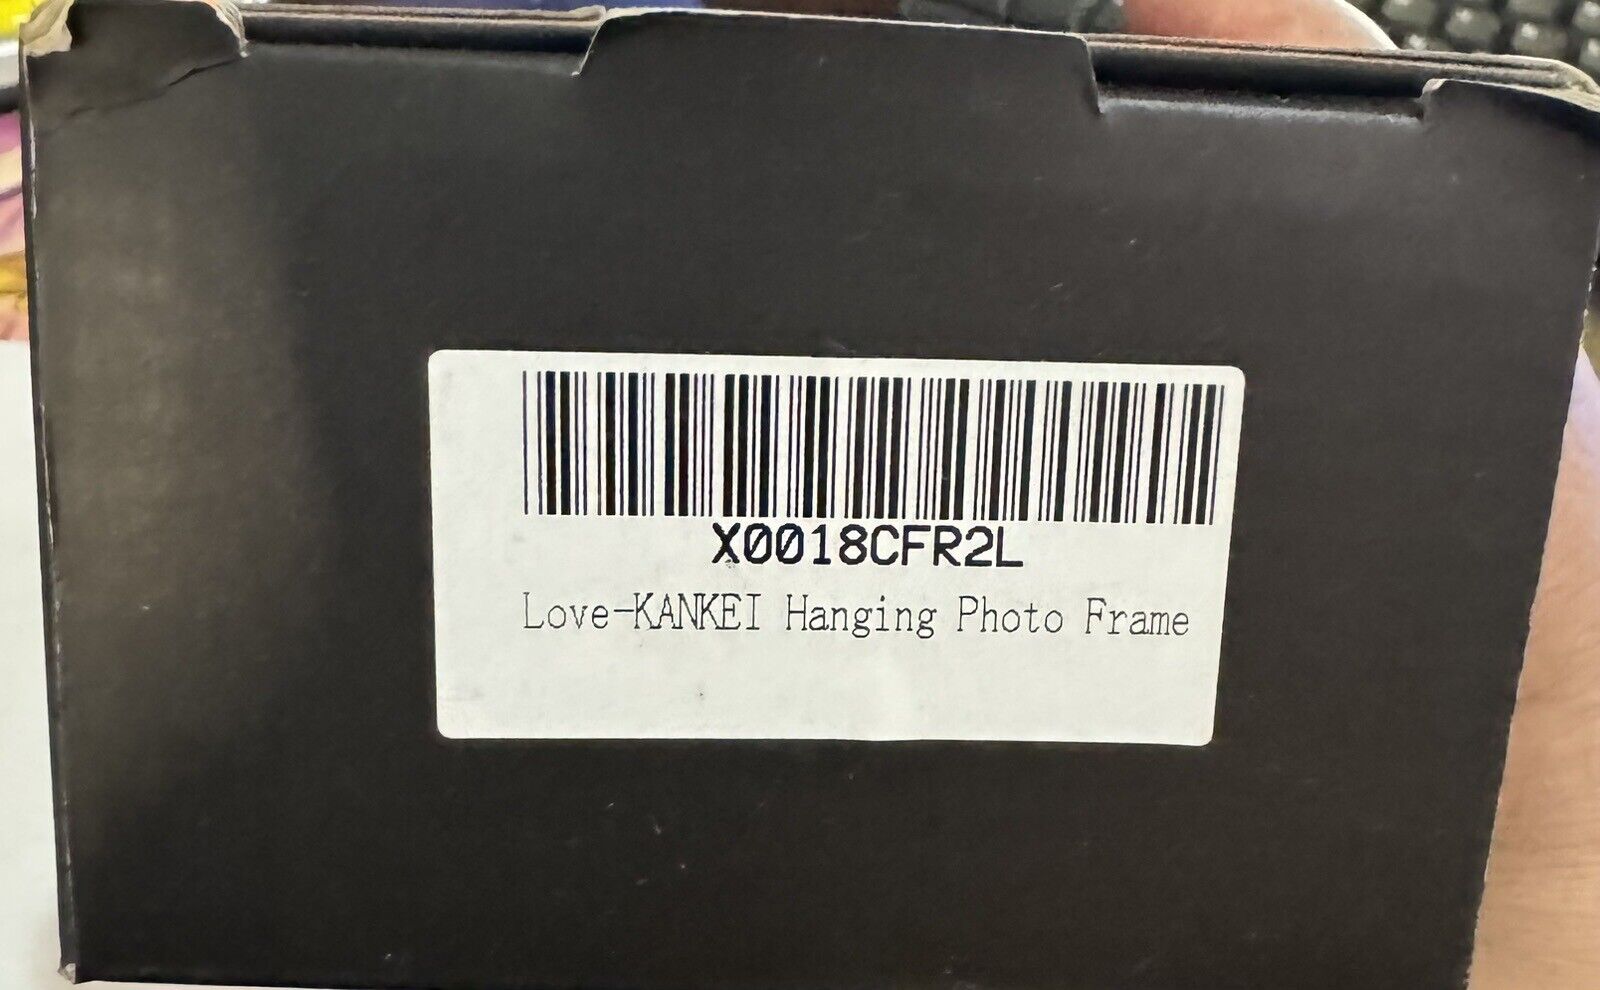 X0018CFR2L
Love-KANKEI Hanging Photo Frame